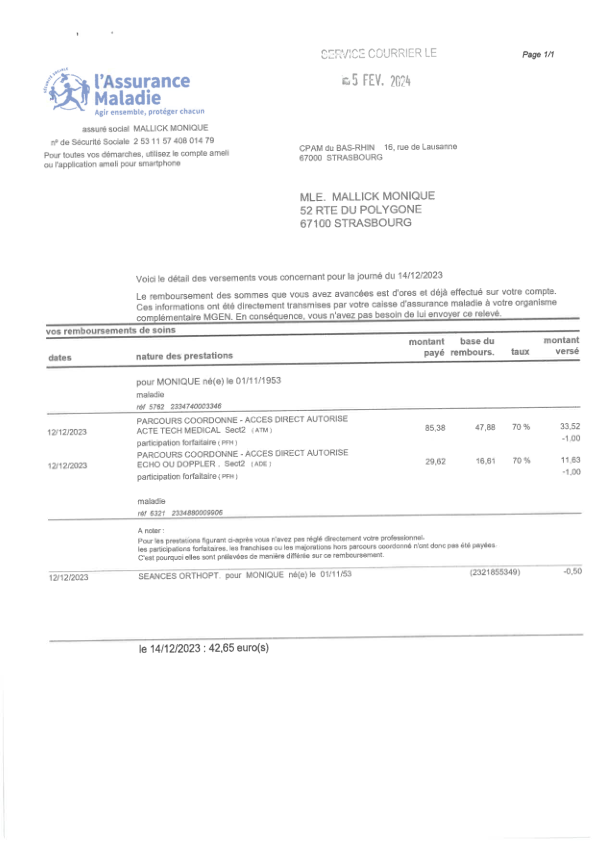 SERVICE COURRIER LE
Page 1/1
5 FEV. 2024
l'Assurance
Maladie
Agir ensemble, protéger chacun
assuré social MALLICK MONIQUE
nº de Sécurité Sociale 2 53 11 57 408 014 79
Pour toutes vos démarches, utilisez le compte ameli
ou l'application ameli pour smartphone
CPAM du BAS-RHIN 16, rue de Lausanne
67000 STRASBOURG
MLE. MALLICK MONIQUE
52 RTE DU POLYGONE
67100 STRASBOURG
Voici le détail des versements vous concernant pour la journé du 14/12/2023
Le remboursement des sommes que vous avez avancées est d'ores et déjà effectué sur votre compte.
Ces informations ont été directement transmises par votre caisse d'assurance maladie à votre organisme
complémentaire MGEN. En conséquence, vous n'avez pas besoin de lui envoyer ce relevé.
vos remboursements de soins
dates nature des prestations montant payé base du rembours. taux montant versé
pour MONIQUE né(e) le 01/11/1953
maladie
réf 5762 2334740003346
PARCOURS COORDONNE - ACCES DIRECT AUTORISE
12/12/2023 ACTE TECH MEDICAL Sect2 ( ATM ) 85,38 47,88 70 % 33,52
participation forfaitaire ( PFH ) -1,00
PARCOURS COORDONNE - ACCES DIRECT AUTORISE
12/12/2023 ECHO OU DOPPLER . Sect2 ( ADE ) 29,62 16,61 70 % 11,63
participation forfaitaire ( PFH ) -1,00
maladie
réf 6321 2334880009906
A noter :
Pour les prestations figurant ci-après vous n'avez pas réglé directement votre professionnel.
les participations forfaitaires, les franchises ou les majorations hors parcours coordonné n'ont donc pas été payées.
C'est pourquoi elles sont prélevées de manière différée sur ce remboursement.
12/12/2023 SEANCES ORTHOPT. pour MONIQUE né(e) le 01/11/53 (2321855349) -0,50
le 14/12/2023 : 42,65 euro(s)